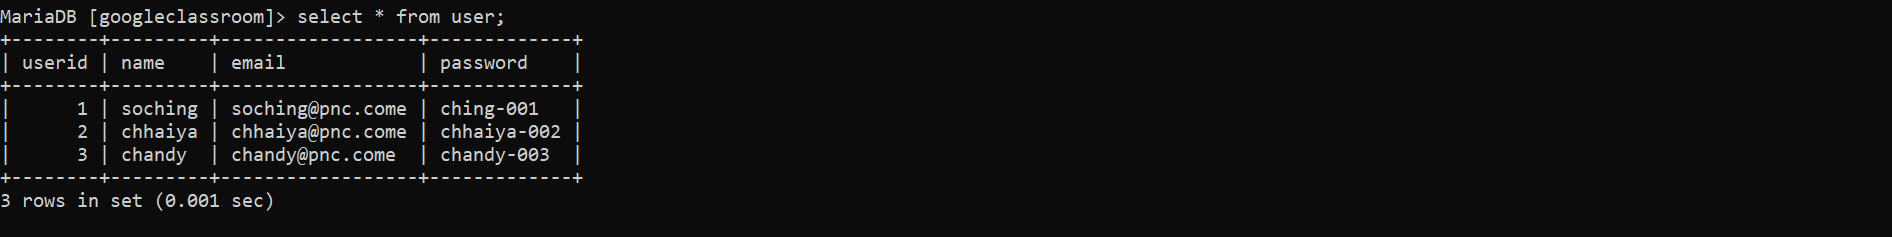 MariaDB [googleclassroom]> select * from user;
+--------+---------+-----------------+-------------+
| userid | name    | email           | password    |
+--------+---------+-----------------+-------------+
|      1 | soching | soching@pnc.come | ching-001   |
|      2 | chhaiya | chhaiya@pnc.come | chhaiya-002 |
|      3 | chandy  | chandy@pnc.come  | chandy-003  |
+--------+---------+-----------------+-------------+
3 rows in set (0.001 sec)